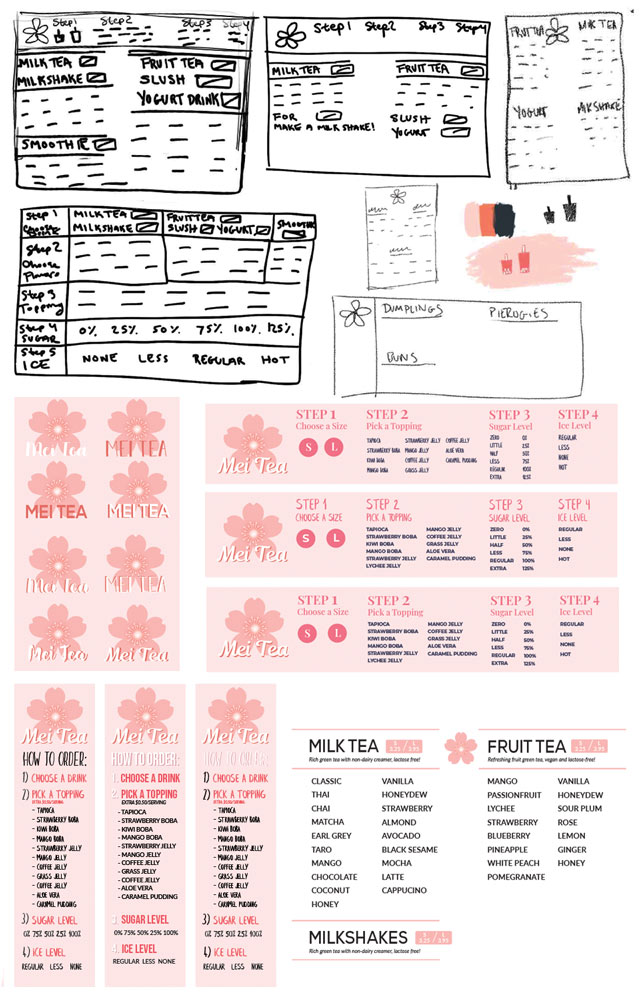 Step 1 Step2 Step3
MILK TEA
MILKSHAKE
FRUIT TEA
SLUSH
YOGURT DRINK
SMOOTHIE
Step 1 Step2 Step3 Step4
MILK TEA
FRUIT TEA
FOR
MAKE A MILKSHAKE!
SLUSH
YOGURT
FRUIT TEA
MILK TEA
YOGURT
MILKSHAKE
Step 1
MILK TEA
MILKSHAKE
FRUITTEA
SLUSH YOGURT
SMOOTHIE
Step 2
Choose
Step 3
Topping
Step 4
SUGAR
0% 25% 50% 75% 100% 125%
Step 5
ICE
NONE LESS REGULAR HOT
DUMPLINGS
PIEROGIES
BUNS
Mei Tea
MEI TEA
MEI TEA
MEI TEA
Mei Tea
MEI TEA
Mei Tea
Mei Tea
Mei Tea
STEP 1
Choose a Size
S L
STEP 2
Pick a Topping
TAPIOCA STRAWBERRY JELLY COFFEE JELLY
STRAWBERRY BOBA MANGO JELLY ALOE VERA
KIWI BOBA COFFEE JELLY CARAMEL PUDDING
MANGO BOBA GRASS JELLY
STEP 3
Sugar Level
ZERO 0%
LITTLE 25%
HALF 50%
LESS 75%
REGULAR 100%
EXTRA 125%
STEP 4
Ice Level
REGULAR
LESS
NONE
HOT
Mei Tea
STEP 1
CHOOSE A SIZE
S L
STEP 2
PICK A TOPPING
TAPIOCA MANGO JELLY
STRAWBERRY BOBA COFFEE JELLY
KIWI BOBA GRASS JELLY
MANGO BOBA ALOE VERA
STRAWBERRY JELLY CARAMEL PUDDING
LYCHEE JELLY
STEP 3
SUGAR LEVEL
ZERO 0%
LITTLE 25%
HALF 50%
LESS 75%
REGULAR 100%
EXTRA 125%
STEP 4
ICE LEVEL
REGULAR
LESS
NONE
HOT
Mei Tea
STEP 1
Choose a Size
S L
STEP 2
Pick a Topping
TAPIOCA MANGO JELLY
STRAWBERRY BOBA COFFEE JELLY
KIWI BOBA GRASS JELLY
MANGO BOBA ALOE VERA
STRAWBERRY JELLY CARAMEL PUDDING
LYCHEE JELLY
STEP 3
Sugar Level
ZERO 0%
LITTLE 25%
HALF 50%
LESS 75%
REGULAR 100%
EXTRA 125%
STEP 4
Ice Level
REGULAR
LESS
NONE
HOT
Mei Tea
HOW TO ORDER:
1) CHOOSE A DRINK
2) PICK A TOPPING
EXTRA $0.50/SERVING
- TAPIOCA
- STRAWBERRY BOBA
- KIWI BOBA
- MANGO BOBA
- STRAWBERRY JELLY
- MANGO JELLY
- COFFEE JELLY
- GRASS JELLY
- COFFEE JELLY
- ALOE VERA
- CARAMEL PUDDING
3) SUGAR LEVEL
0% 75% 50% 25% 100%
4) ICE LEVEL
REGULAR LESS NONE
Mei Tea
HOW TO ORDER:
1. CHOOSE A DRINK
2. PICK A TOPPING
EXTRA $0.50/SERVING
- TAPIOCA
- STRAWBERRY BOBA
- KIWI BOBA
- MANGO BOBA
- STRAWBERRY JELLY
- MANGO JELLY
- COFFEE JELLY
- GRASS JELLY
- COFFEE JELLY
- ALOE VERA
- CARAMEL PUDDING
3. SUGAR LEVEL
0% 75% 50% 25% 100%
4. ICE LEVEL
REGULAR LESS NONE
Mei Tea
HOW TO ORDER:
1) CHOOSE A DRINK
2) PICK A TOPPING
EXTRA $0.50/SERVING
- TAPIOCA
- STRAWBERRY BOBA
- KIWI BOBA
- MANGO BOBA
- STRAWBERRY JELLY
- MANGO JELLY
- COFFEE JELLY
- GRASS JELLY
- COFFEE JELLY
- ALOE VERA
- CARAMEL PUDDING
3) SUGAR LEVEL
0% 75% 50% 25% 100%
4) ICE LEVEL
REGULAR LESS NONE
MILK TEA S / L 3.25 / 3.95
Rich green tea with non-dairy creamer, lactose free!
CLASSIC VANILLA
THAI HONEYDEW
CHAI STRAWBERRY
MATCHA ALMOND
EARL GREY AVOCADO
TARO BLACK SESAME
MANGO MOCHA
CHOCOLATE LATTE
COCONUT CAPPUCINO
HONEY
FRUIT TEA S / L 3.25 / 3.95
Refreshing fruit green tea, vegan and lactose free!
MANGO VANILLA
PASSIONFRUIT HONEYDEW
LYCHEE SOUR PLUM
STRAWBERRY ROSE
BLUEBERRY LEMON
PINEAPPLE GINGER
WHITE PEACH HONEY
POMEGRANATE
MILKSHAKES S / L 3.25 / 3.95
Rich green tea with non-dairy creamer, lactose free!